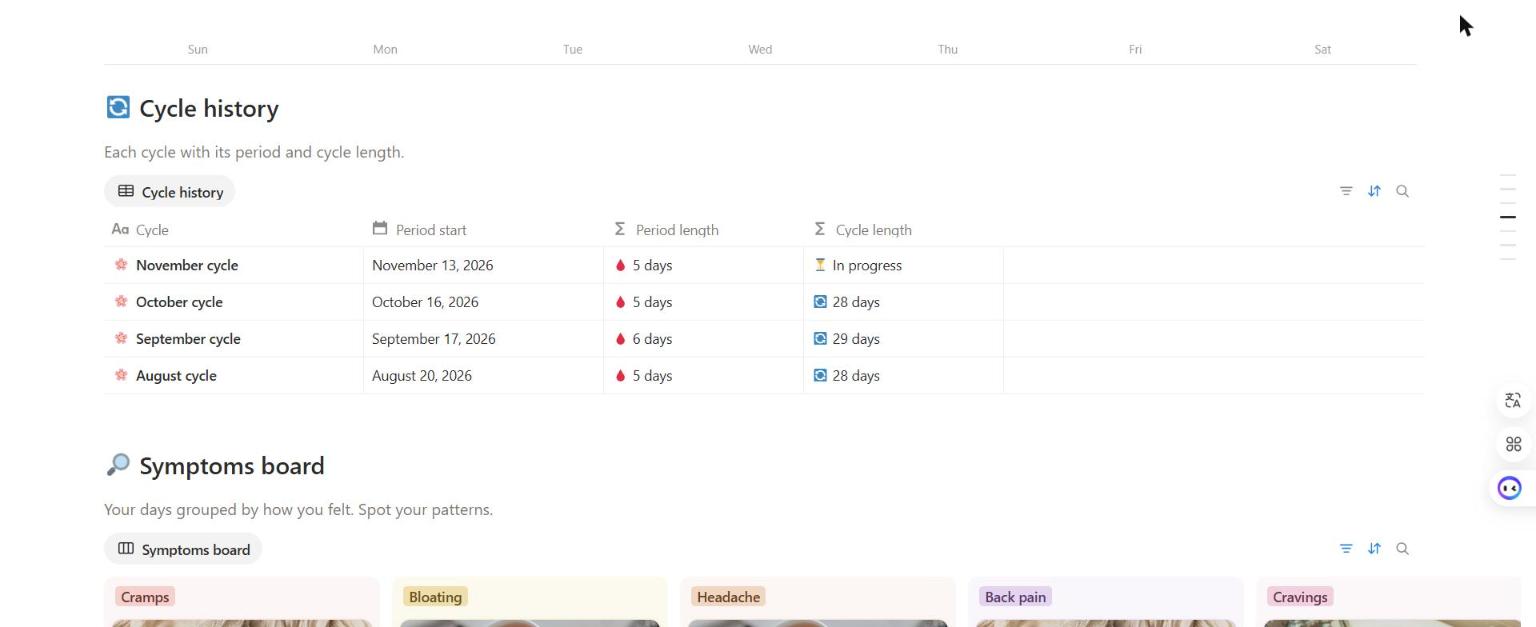 Sun Mon Tue Wed Thu Fri Sat
Cycle history
Each cycle with its period and cycle length.
Cycle history
Aa Cycle Period start Σ Period length Σ Cycle length
November cycle November 13, 2026 5 days In progress
October cycle October 16, 2026 5 days 28 days
September cycle September 17, 2026 6 days 29 days
August cycle August 20, 2026 5 days 28 days
Symptoms board
Your days grouped by how you felt. Spot your patterns.
Symptoms board
Cramps Bloating Headache Back pain Cravings